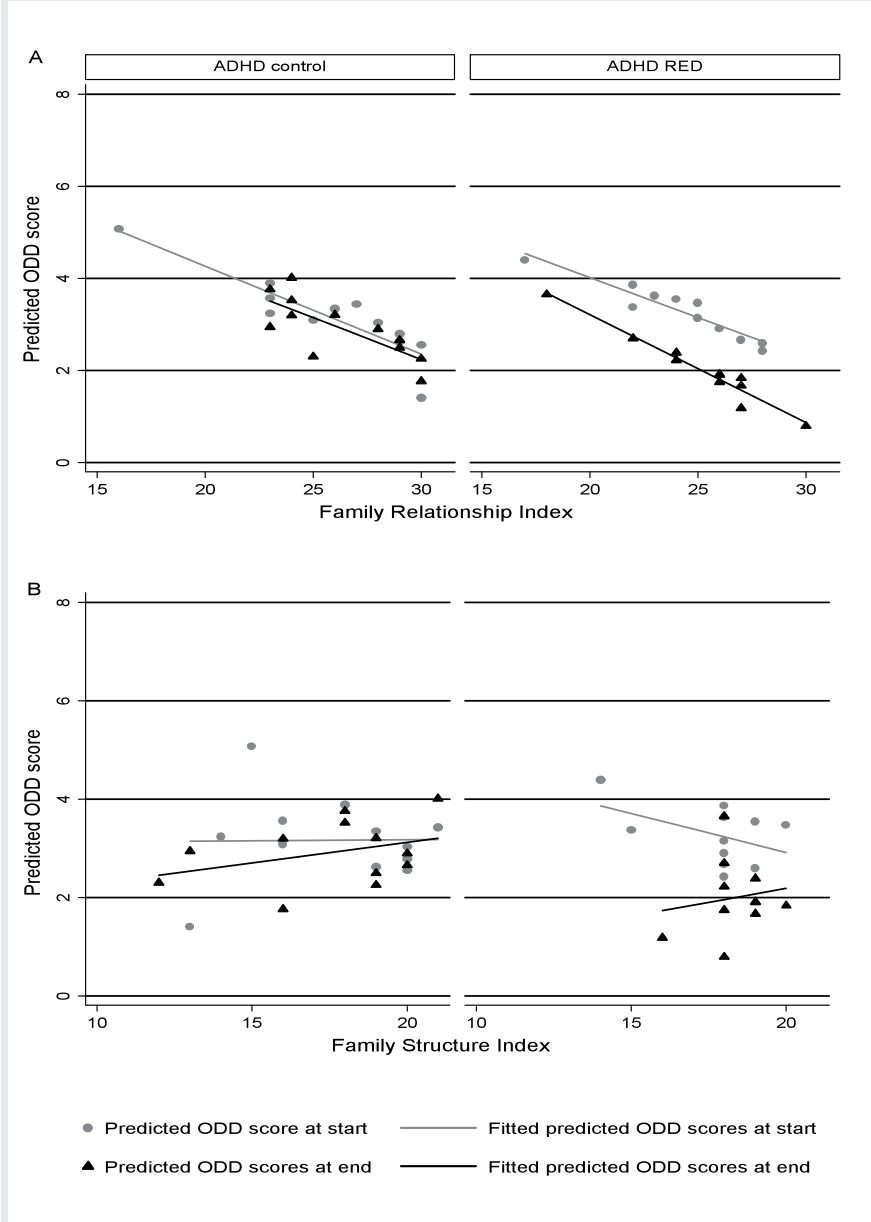 A
ADHD control
ADHD RED
Predicted ODD score
8
6
4
2
0
15 20 25 30
15 20 25 30
Family Relationship Index
B
Predicted ODD score
8
6
4
2
0
10 15 20
10 15 20
Family Structure Index
Predicted ODD score at start
Fitted predicted ODD scores at start
Predicted ODD scores at end
Fitted predicted ODD scores at end